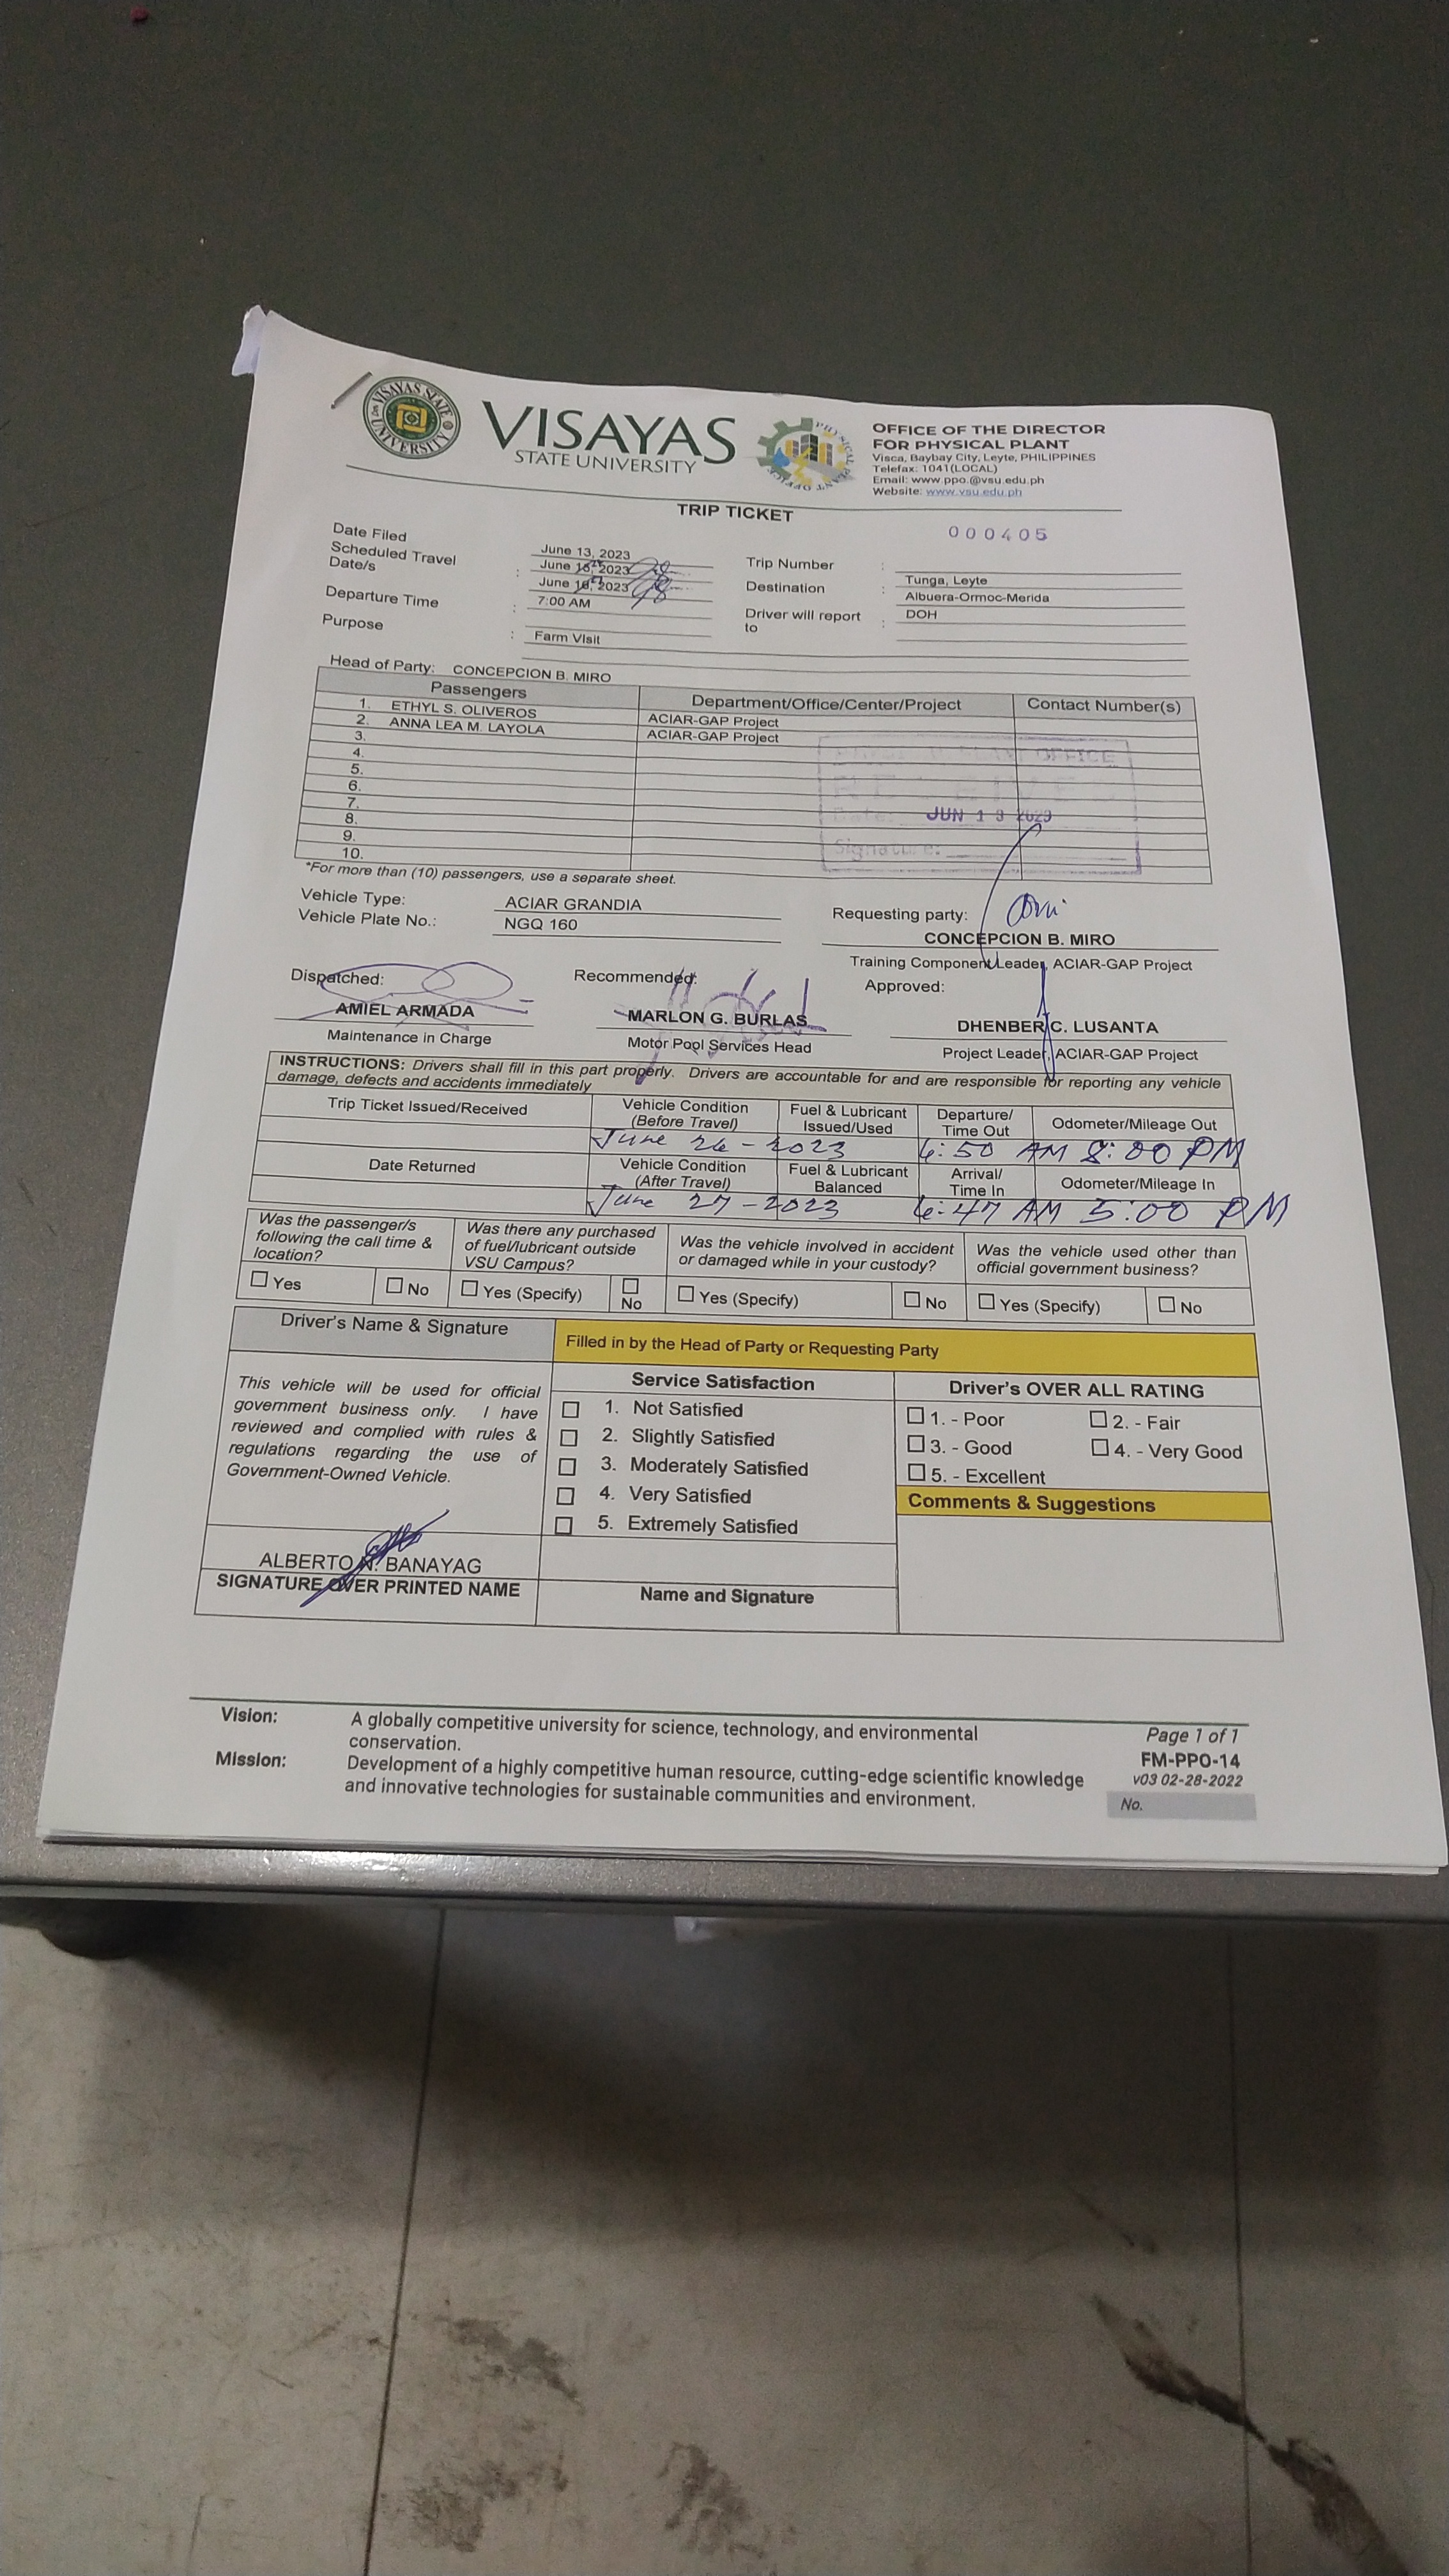 VISAYAS STATE UNIVERSITY
VISAYAS
STATE UNIVERSITY
PHYSICAL PLANT OFFICE
OFFICE OF THE DIRECTOR
FOR PHYSICAL PLANT
Visca, Baybay City, Leyte, PHILIPPINES
Telefax: 1041(LOCAL)
Email: www.ppo.@vsu.edu.ph
Website: www.vsu.edu.ph
TRIP TICKET
000405
Date Filed June 13, 2023
Scheduled Travel Date/s : June 2023
June 2023
Departure Time : 7:00 AM
Purpose : Farm VIsit
Trip Number :
Destination : Tunga, Leyte
Albuera-Ormoc-Merida
Driver will report to : DOH
Head of Party: CONCEPCION B. MIRO
Passengers Department/Office/Center/Project Contact Number(s)
1. ETHYL S. OLIVEROS ACIAR-GAP Project
2. ANNA LEA M. LAYOLA ACIAR-GAP Project
3.
4.
5.
6.
7.
8.
9.
10.
PLANT OFFICE
Date: JUN 13 2023
Signature:
*For more than (10) passengers, use a separate sheet.
Vehicle Type: ACIAR GRANDIA
Vehicle Plate No.: NGQ 160
Requesting party:
CONCEPCION B. MIRO
Training Component Leader, ACIAR-GAP Project
Dispatched: Recommended: Approved:
AMIEL ARMADA MARLON G. BURLAS DHENBER C. LUSANTA
Maintenance in Charge Motor Pool Services Head Project Leader, ACIAR-GAP Project
INSTRUCTIONS: Drivers shall fill in this part properly. Drivers are accountable for and are responsible for reporting any vehicle
damage, defects and accidents immediately
Trip Ticket Issued/Received Vehicle Condition (Before Travel) Fuel & Lubricant Issued/Used Departure/ Time Out Odometer/Mileage Out
June 26-2023 6:50 AM 8:00 PM
Date Returned Vehicle Condition (After Travel) Fuel & Lubricant Balanced Arrival/ Time In Odometer/Mileage In
June 27-2023 6:47 AM 5:00 PM
Was the passenger/s following the call time & location? Was there any purchased of fuel/lubricant outside VSU Campus? Was the vehicle involved in accident or damaged while in your custody? Was the vehicle used other than official government business?
Yes No Yes (Specify) No Yes (Specify) No Yes (Specify) No
Driver's Name & Signature
Filled in by the Head of Party or Requesting Party
This vehicle will be used for official
government business only. I have
reviewed and complied with rules &
regulations regarding the use of
Government-Owned Vehicle.
Service Satisfaction
1. Not Satisfied
2. Slightly Satisfied
3. Moderately Satisfied
4. Very Satisfied
5. Extremely Satisfied
Driver's OVER ALL RATING
1. - Poor 2. - Fair
3. - Good 4. - Very Good
5. - Excellent
Comments & Suggestions
ALBERTO N. BANAYAG
SIGNATURE OVER PRINTED NAME
Name and Signature
Vision: A globally competitive university for science, technology, and environmental
conservation.
Mission: Development of a highly competitive human resource, cutting-edge scientific knowledge
and innovative technologies for sustainable communities and environment.
Page 1 of 1
FM-PPO-14
v03 02-28-2022
No.